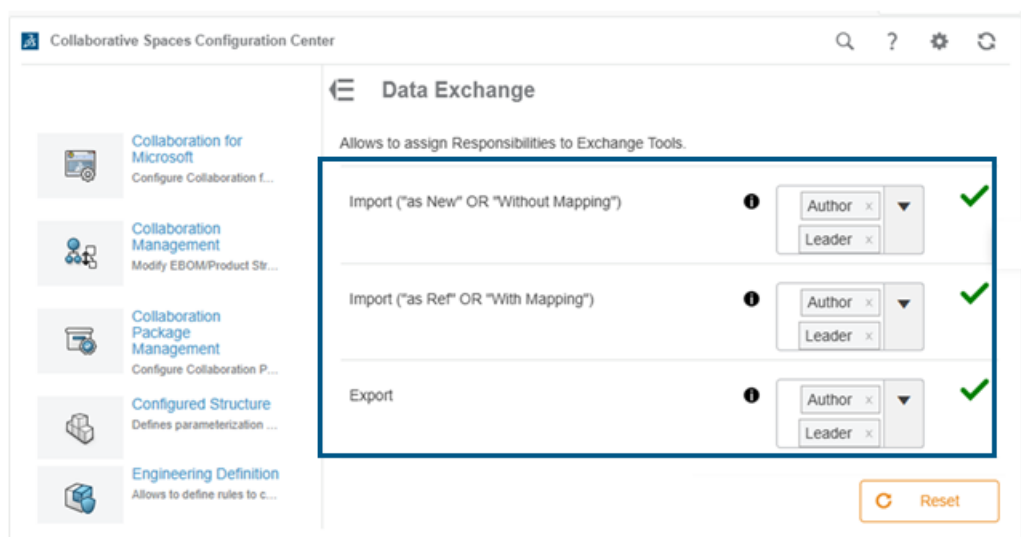 Collaborative Spaces Configuration Center
?
Data Exchange
Allows to assign Responsibilities to Exchange Tools.
Collaboration for
Microsoft
Configure Collaboration f...
Collaboration
Management
Modify EBOM/Product Str...
Collaboration
Package
Management
Configure Collaboration P...
Configured Structure
Defines parameterization ...
Engineering Definition
Allows to define rules to c...
Import ("as New" OR "Without Mapping")
Author ×
Leader ×
Import ("as Ref" OR "With Mapping")
Author ×
Leader ×
Export
Author ×
Leader ×
Reset